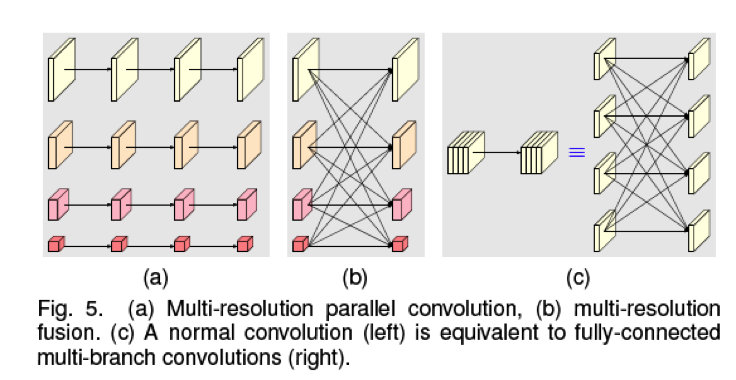 (a)
(b)
(c)
≡
Fig. 5. (a) Multi-resolution parallel convolution, (b) multi-resolution
fusion. (c) A normal convolution (left) is equivalent to fully-connected
multi-branch convolutions (right).